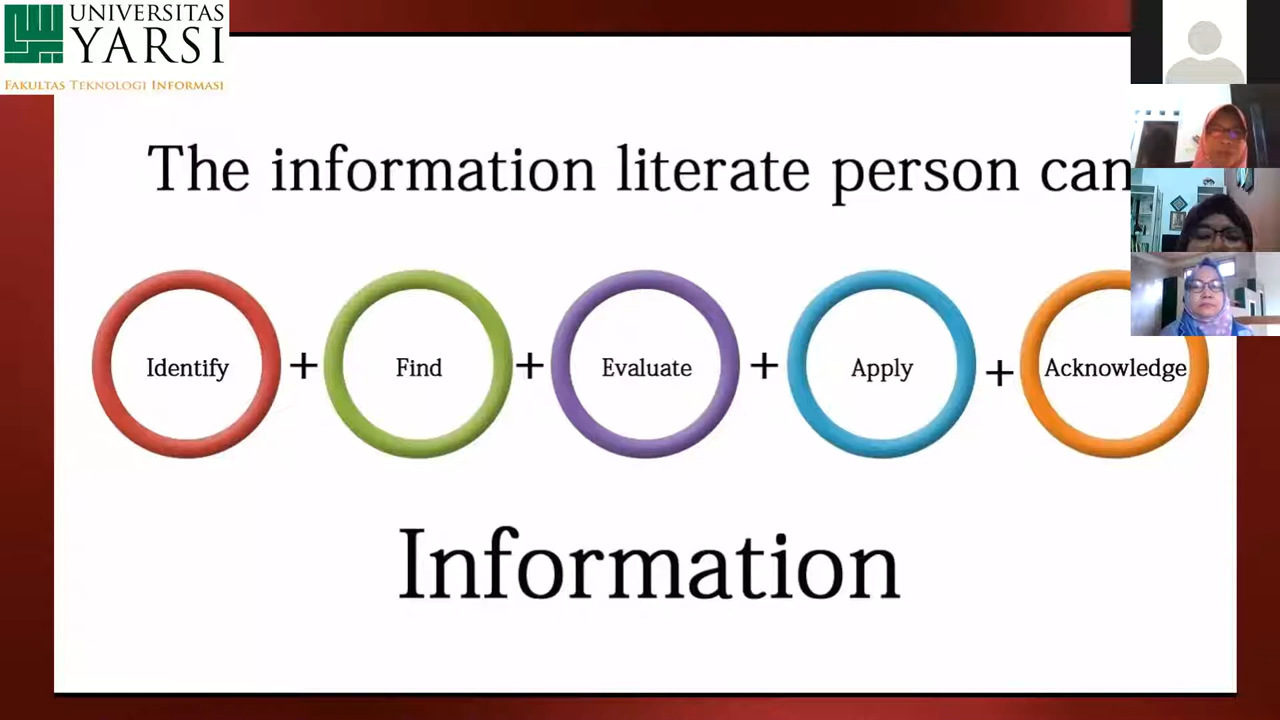 UNIVERSITAS
YARSI
FAKULTAS TEKNOLOGI INFORMASI
The information literate person can
Identify + Find + Evaluate + Apply + Acknowledge
Information